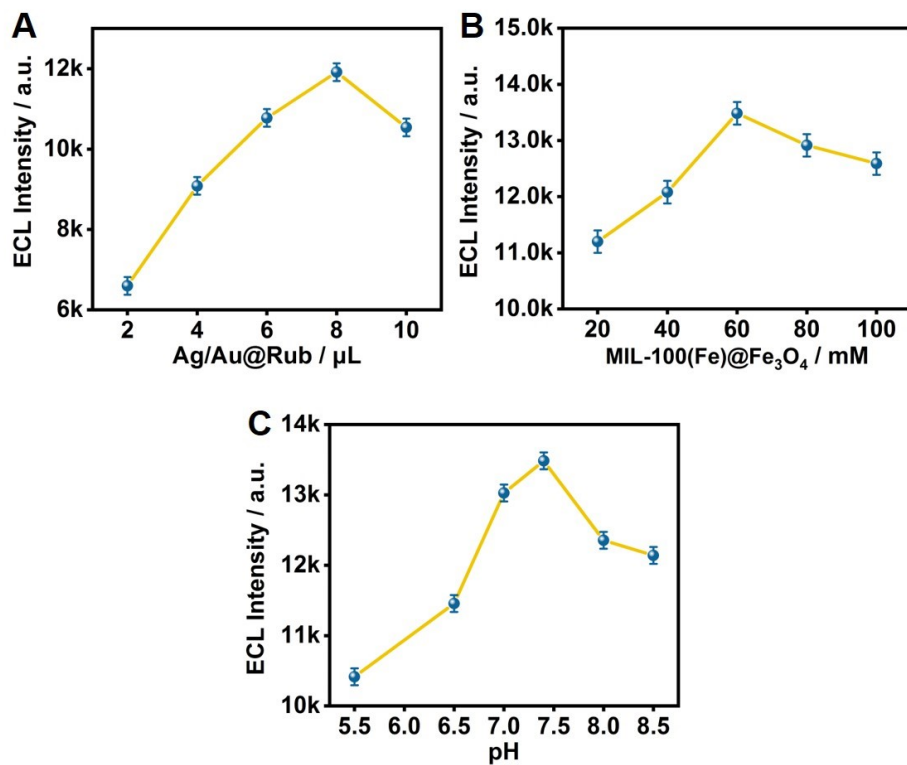 A
ECL Intensity / a.u.
12k
10k
8k
6k
2 4 6 8 10
Ag/Au@Rub / µL
B
ECL Intensity / a.u.
15.0k
14.0k
13.0k
12.0k
11.0k
10.0k
20 40 60 80 100
MIL-100(Fe)@Fe₃O₄ / mM
C
ECL Intensity / a.u.
14k
13k
12k
11k
10k
5.5 6.0 6.5 7.0 7.5 8.0 8.5
pH